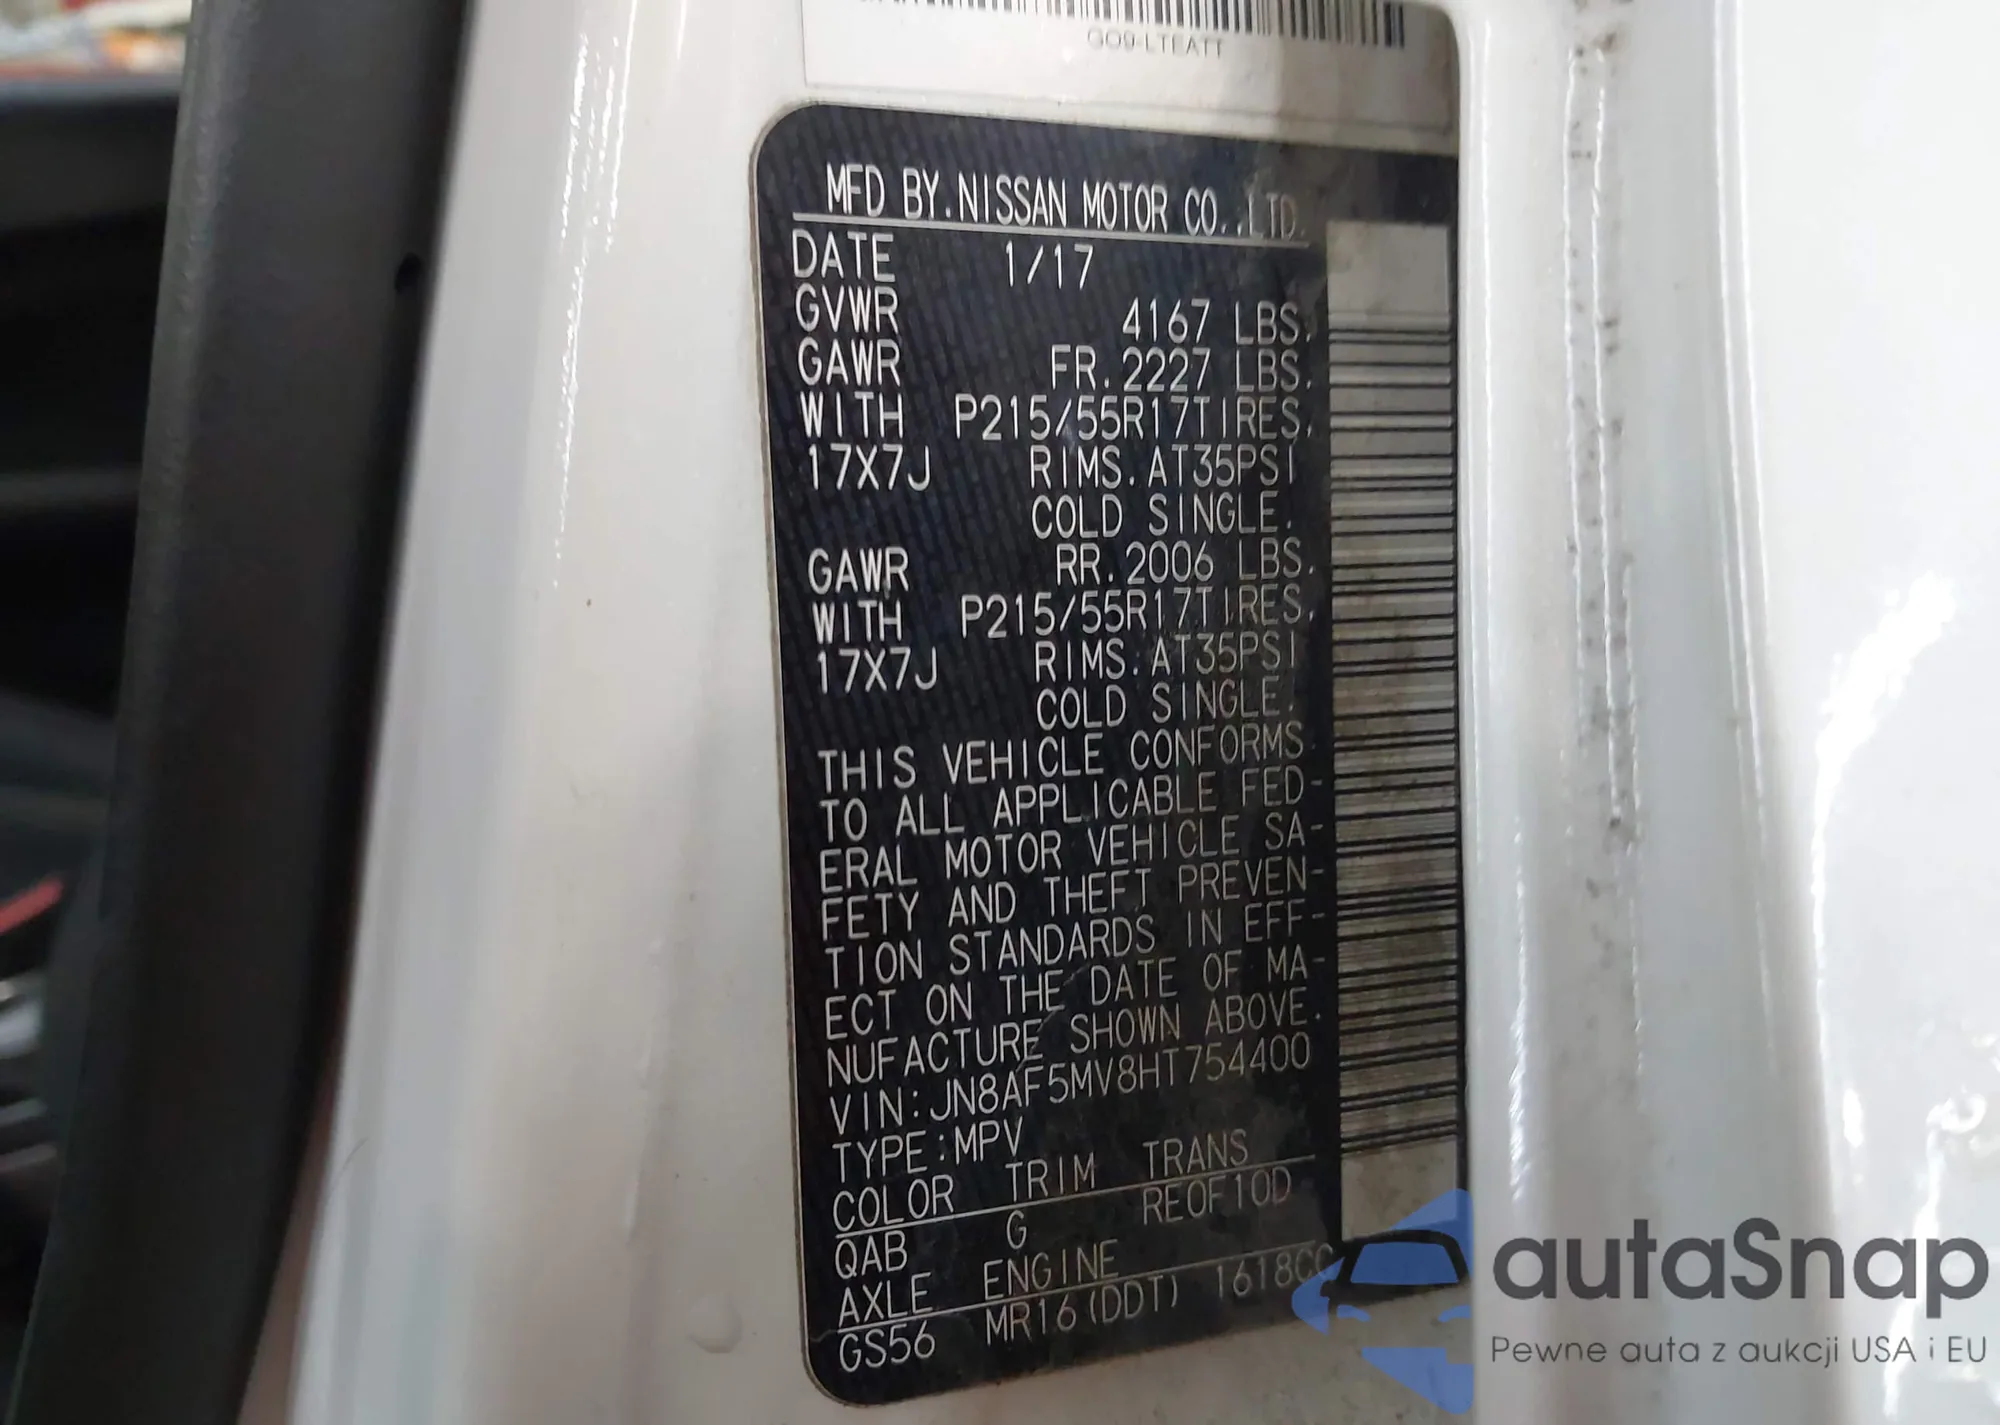 GO9-LTEATT
MFD BY.NISSAN MOTOR CO.,LTD.
DATE 1/17
GVWR 4167 LBS.
GAWR FR.2227 LBS.
WITH P215/55R17TIRES,
17X7J RIMS.AT35PSI
COLD SINGLE.
GAWR RR.2006 LBS.
WITH P215/55R17TIRES,
17X7J RIMS.AT35PSI
COLD SINGLE.
THIS VEHICLE CONFORMS
TO ALL APPLICABLE FED-
ERAL MOTOR VEHICLE SA-
FETY AND THEFT PREVEN-
TION STANDARDS IN EFF-
ECT ON THE DATE OF MA-
NUFACTURE SHOWN ABOVE.
VIN:JN8AF5MV8HT754400
TYPE:MPV
COLOR TRIM TRANS
QAB G RE0F10D
AXLE ENGINE
GS56 MR16(DDT) 1618CC
autaSnap
Pewne auta z aukcji USA i EU